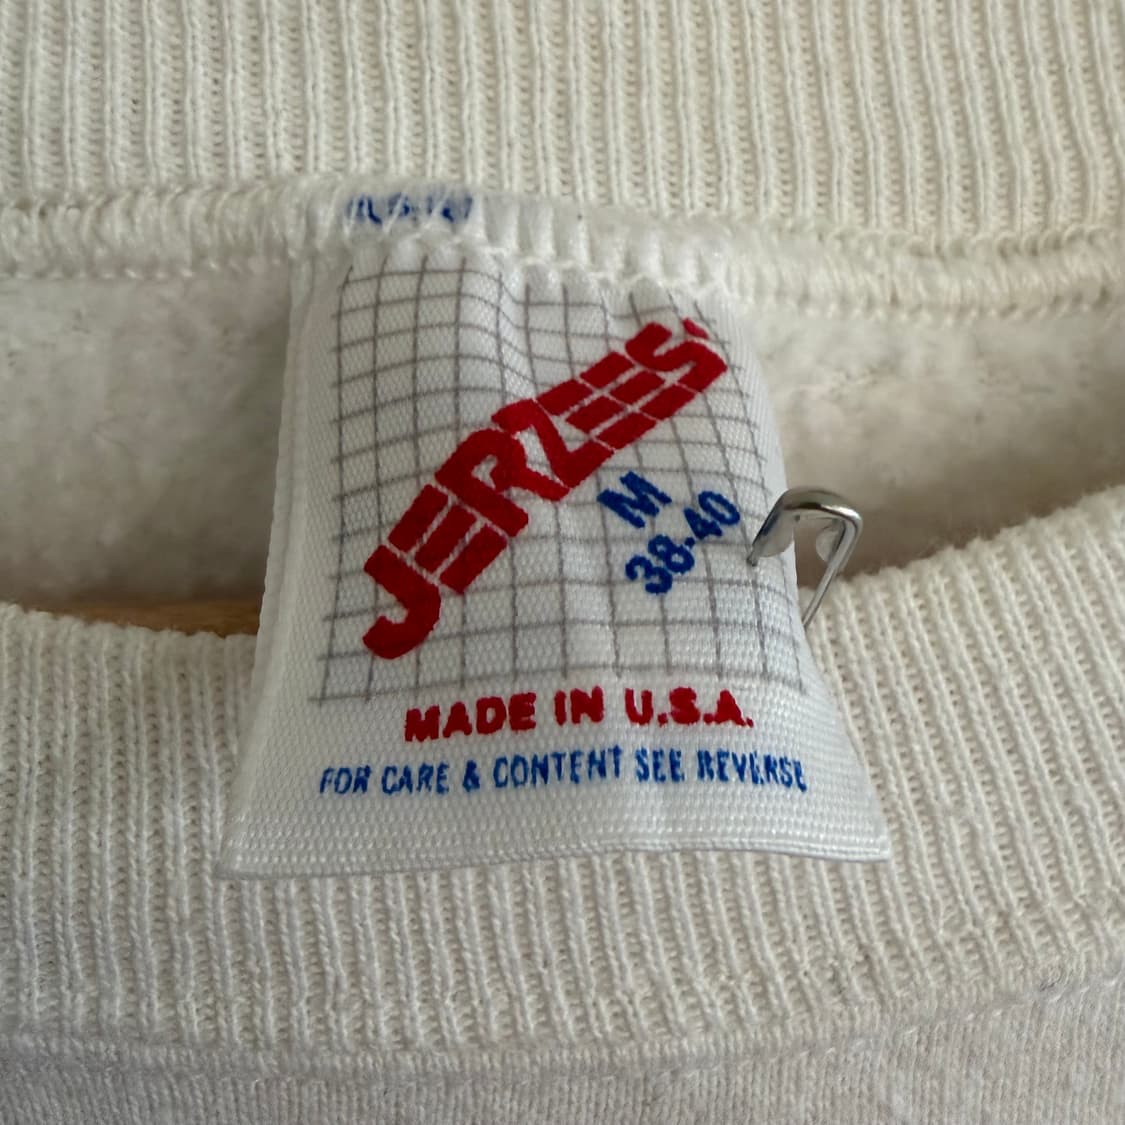 JERZEES
M
38-40
MADE IN U.S.A.
FOR CARE & CONTENT SEE REVERSE